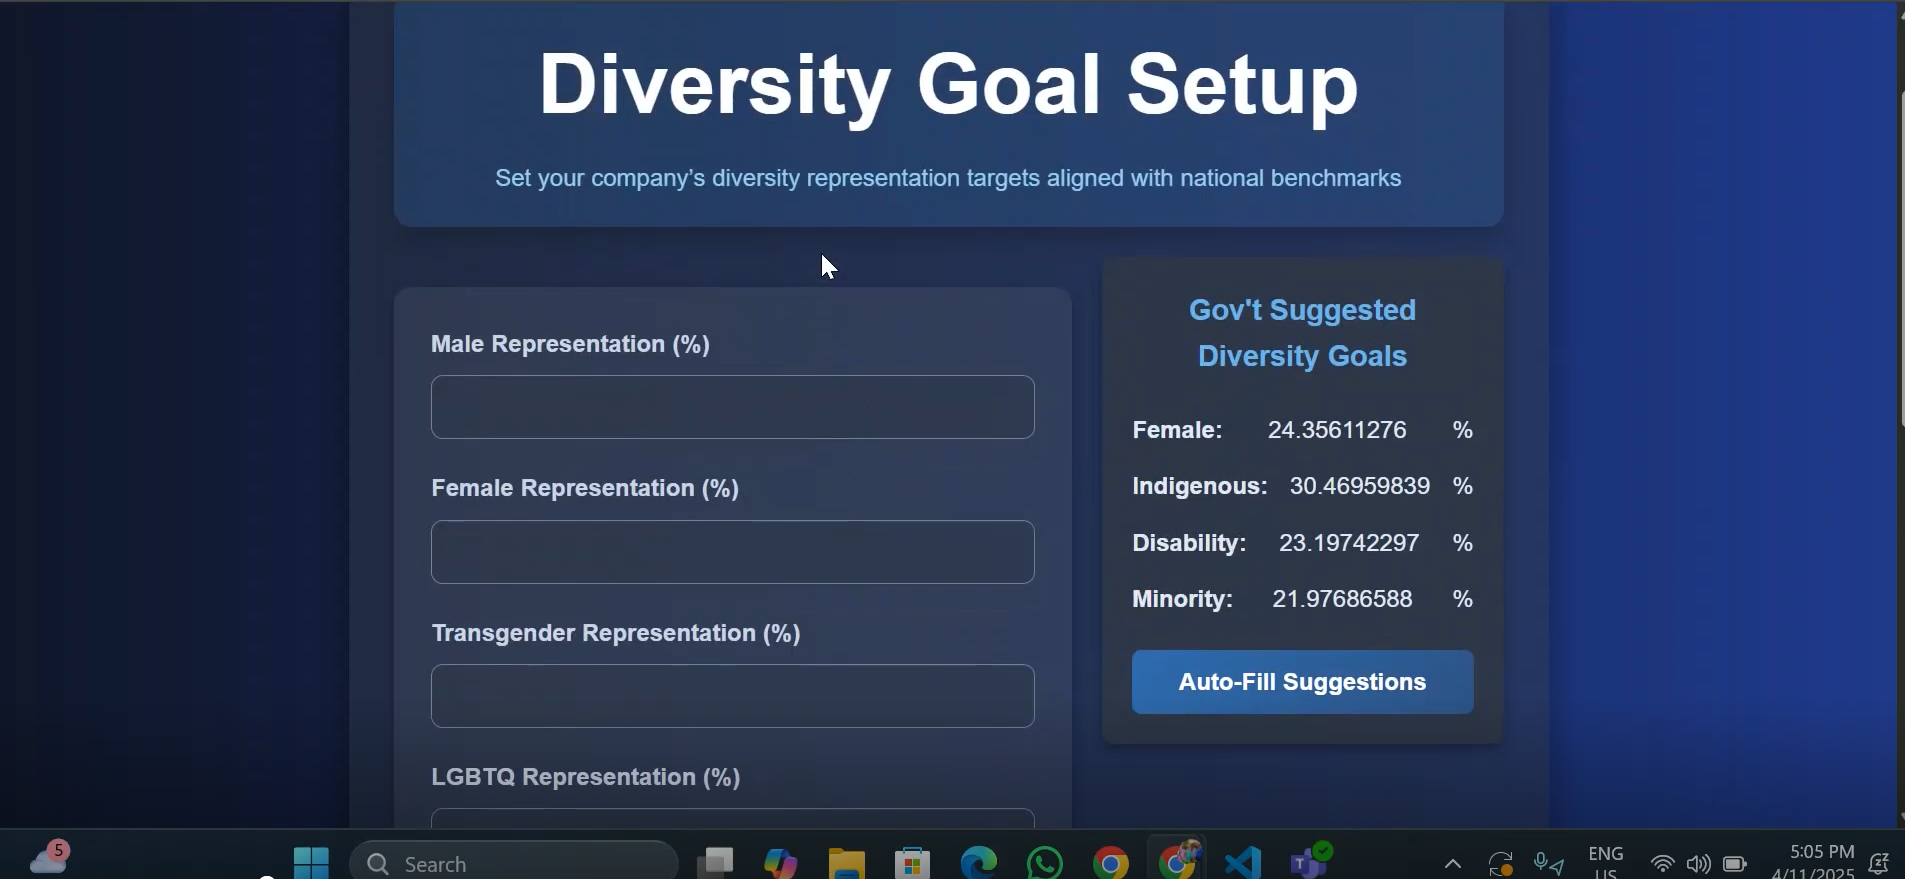 Diversity Goal Setup
Set your company’s diversity representation targets aligned with national benchmarks
Male Representation (%)
Female Representation (%)
Transgender Representation (%)
LGBTQ Representation (%)
Gov't Suggested
Diversity Goals
Female: 24.35611276 %
Indigenous: 30.46959839 %
Disability: 23.19742297 %
Minority: 21.97686588 %
Auto-Fill Suggestions
5
Search
ENG
US
5:05 PM
4/11/2025